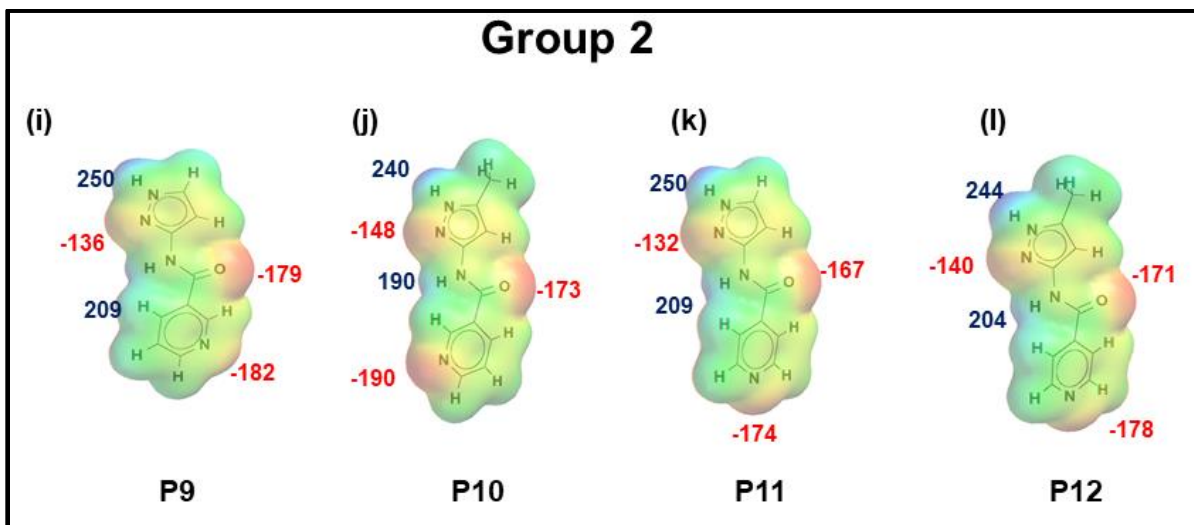 Group 2
(i) (j) (k) (l)
250 H N N H N H -136 H N O -179 209 H H H N H -182
240 H H H H N N H -148 N 190 H N O -173 H H N H H -190
250 H H N N H -132 N H O -167 209 H H H N H -174
244 H H H H N N H -140 N H O -171 204 H H H N H -178
P9 P10 P11 P12